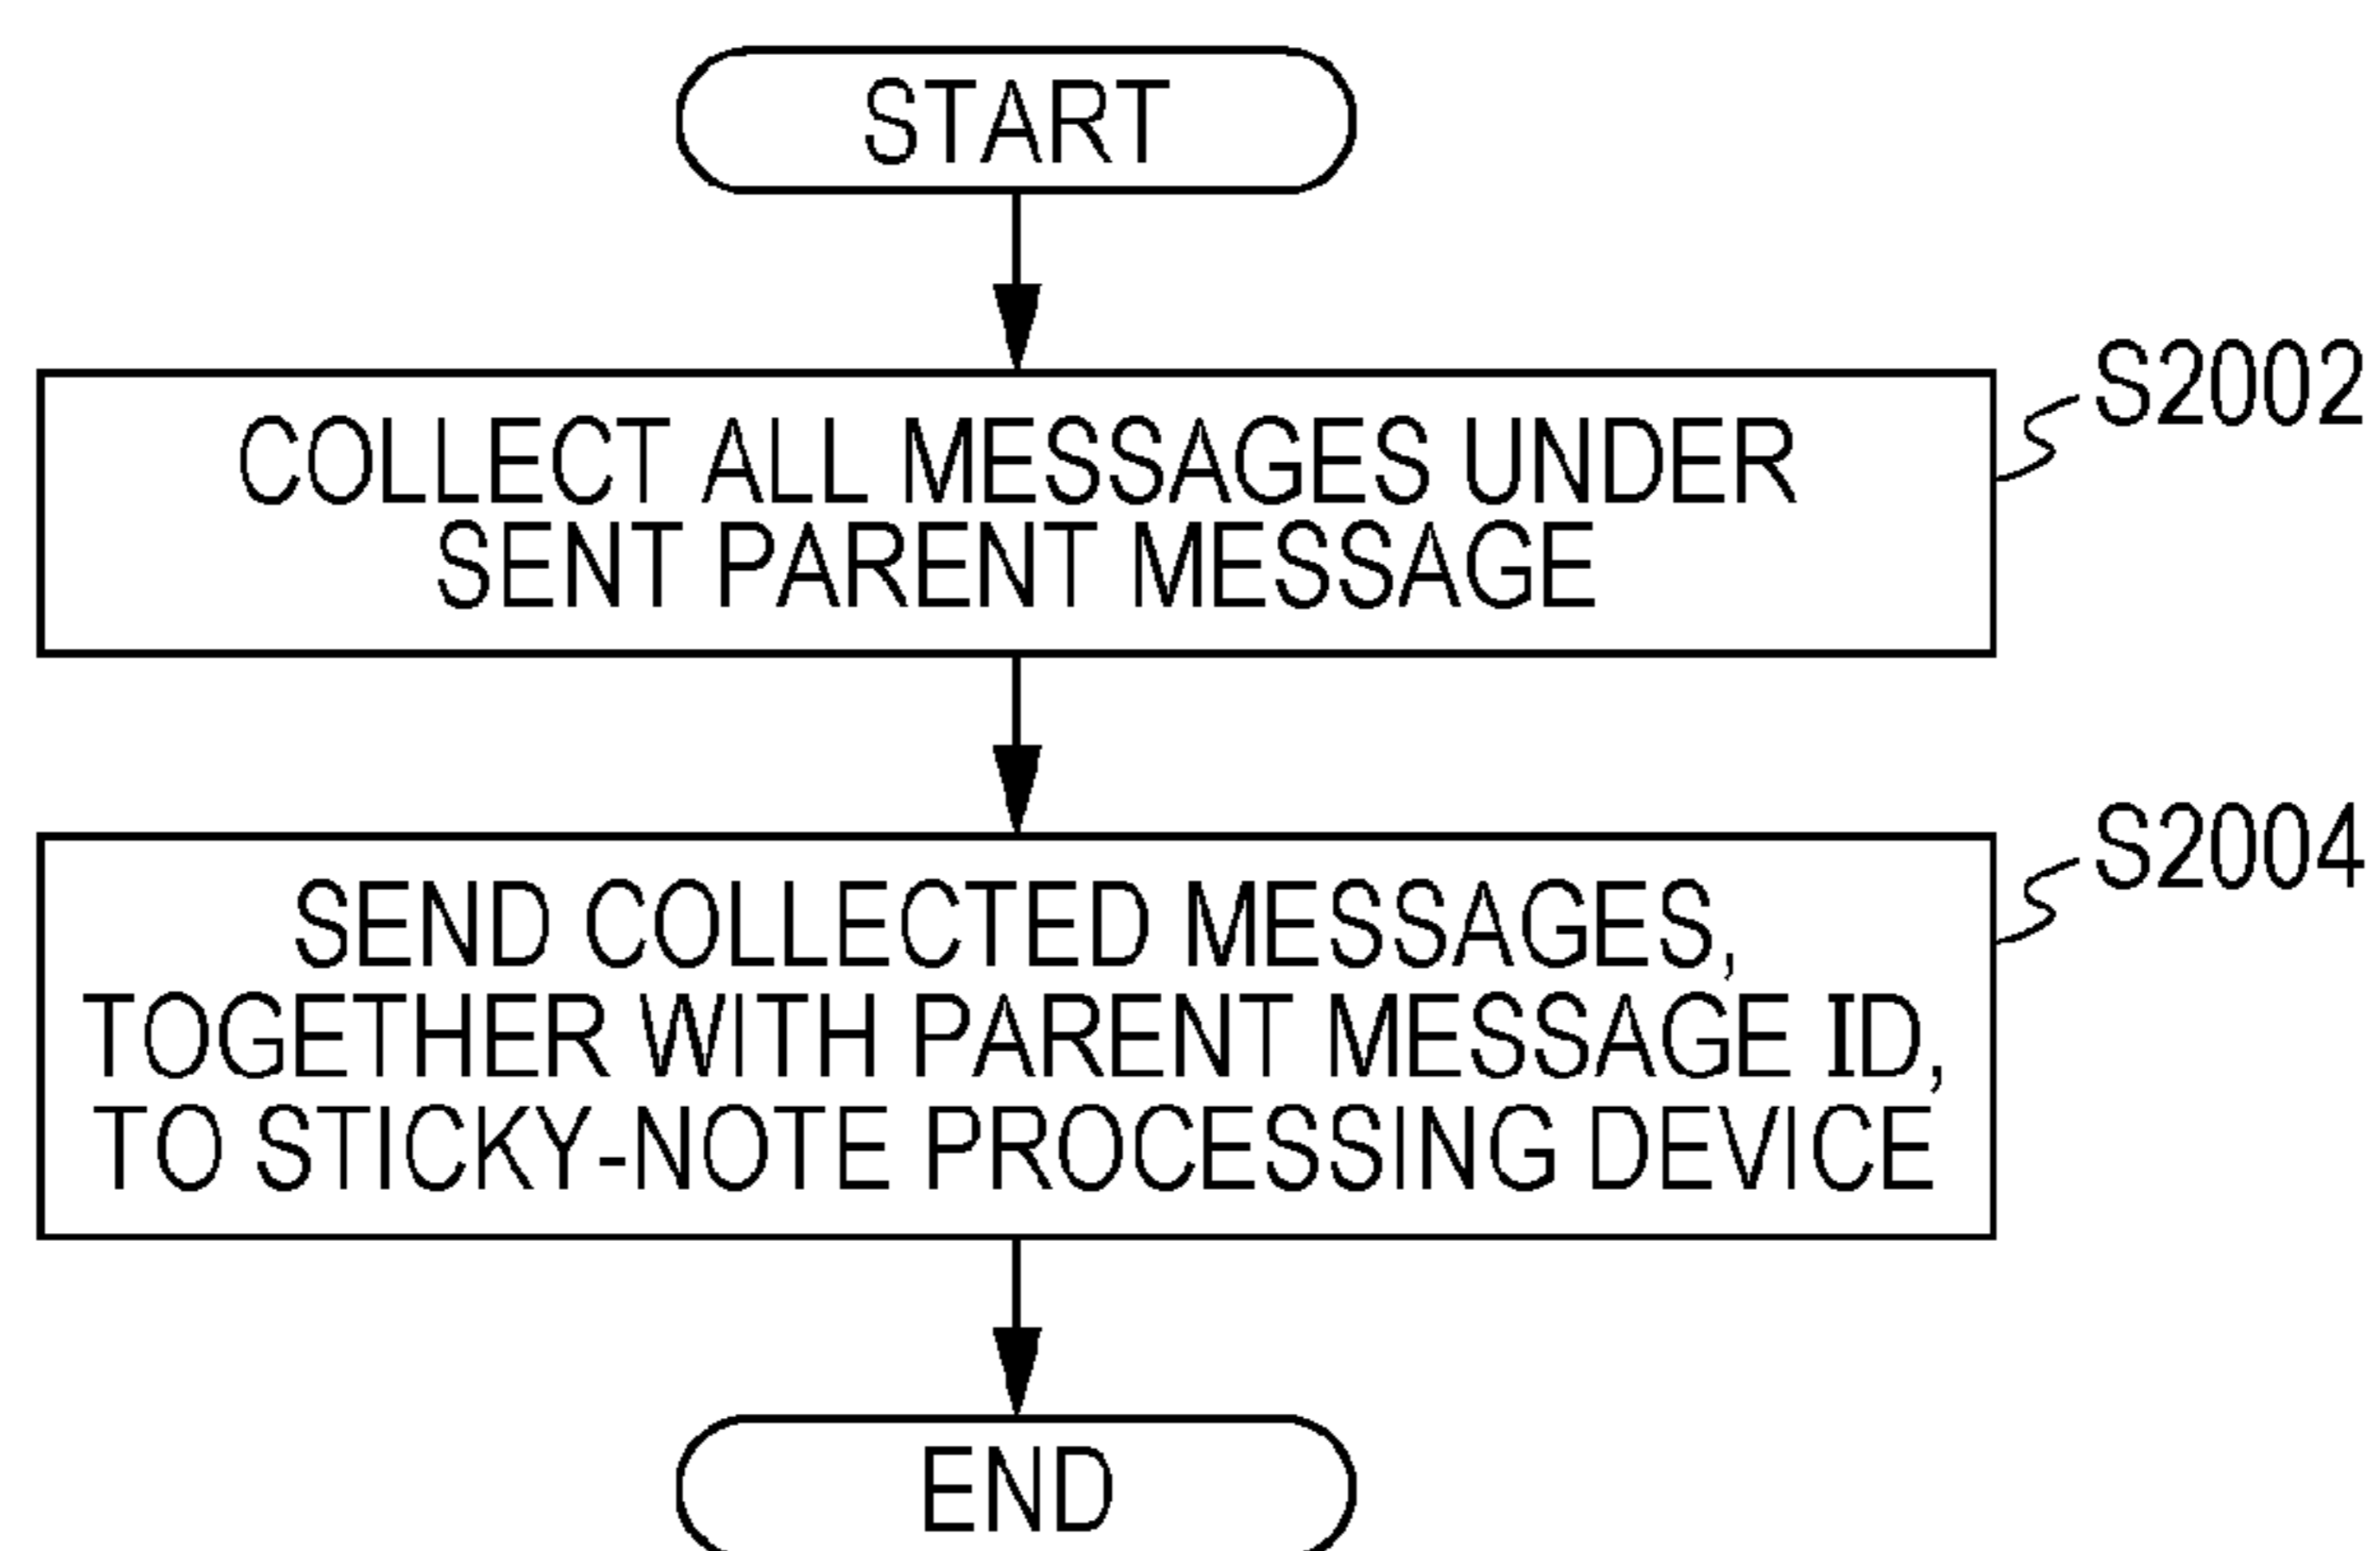 START
COLLECT ALL MESSAGES UNDER
SENT PARENT MESSAGE
S2002
SEND COLLECTED MESSAGES,
TOGETHER WITH PARENT MESSAGE ID,
TO STICKY-NOTE PROCESSING DEVICE
S2004
END